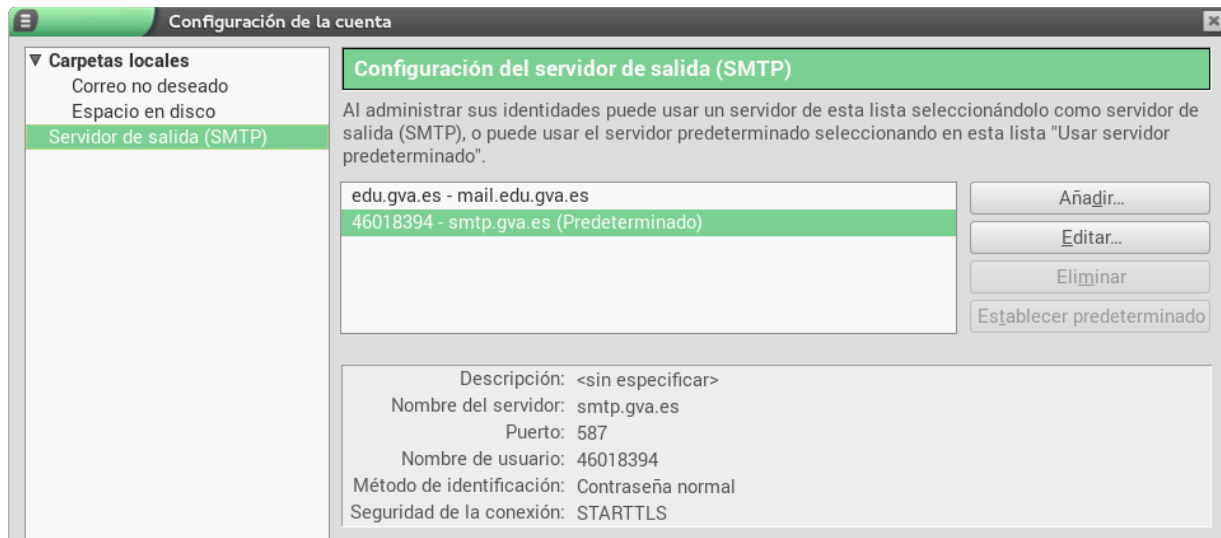 Configuración de la cuenta
Carpetas locales
Correo no deseado
Espacio en disco
Servidor de salida (SMTP)
Configuración del servidor de salida (SMTP)
Al administrar sus identidades puede usar un servidor de esta lista seleccionándolo como servidor de
salida (SMTP), o puede usar el servidor predeterminado seleccionando en esta lista "Usar servidor
predeterminado".
edu.gva.es - mail.edu.gva.es
46018394 - smtp.gva.es (Predeterminado)
Añadir...
Editar...
Eliminar
Establecer predeterminado
Descripción: <sin especificar>
Nombre del servidor: smtp.gva.es
Puerto: 587
Nombre de usuario: 46018394
Método de identificación: Contraseña normal
Seguridad de la conexión: STARTTLS